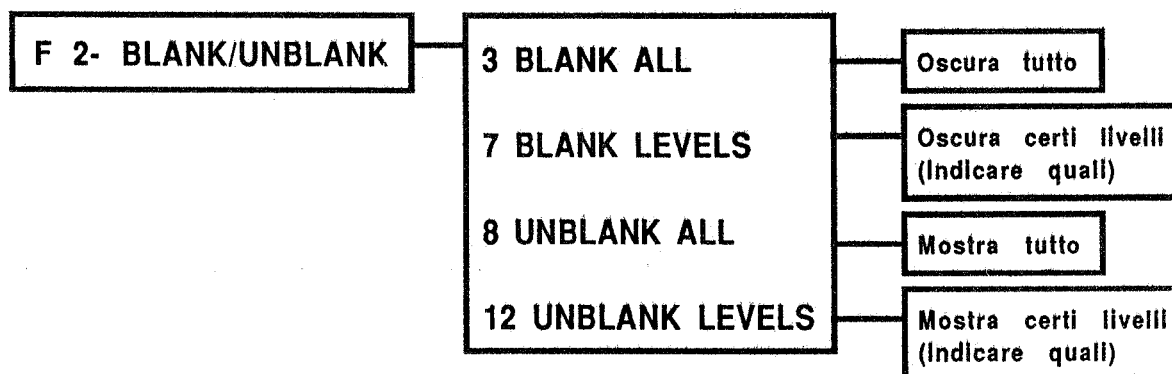 F 2- BLANK/UNBLANK
3 BLANK ALL
Oscura tutto
7 BLANK LEVELS
Oscura certi livelli
(Indicare quali)
8 UNBLANK ALL
Mostra tutto
12 UNBLANK LEVELS
Mostra certi livelli
(Indicare quali)